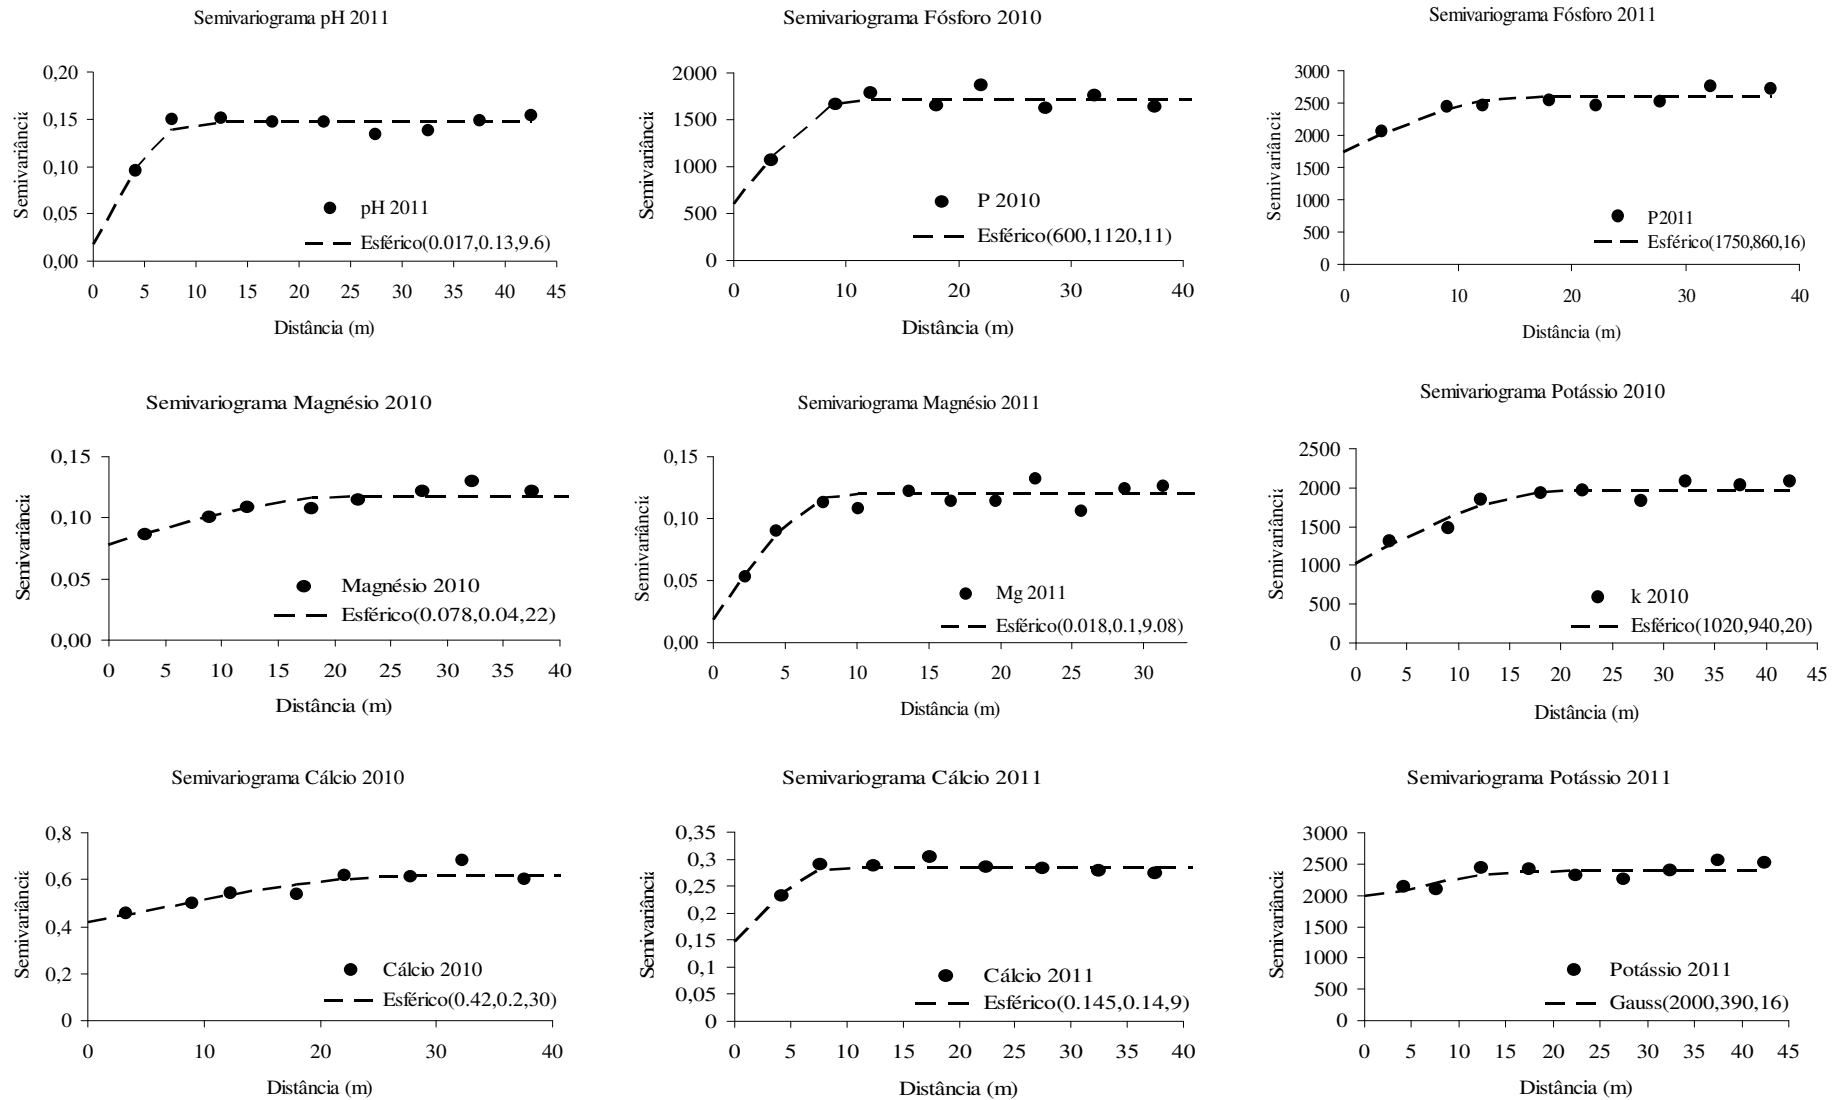 Semivariograma pH 2011
Semivariância
0,20
0,15
0,10
0,05
0,00
pH 2011
Esférico(0.017,0.13,9.6)
0 5 10 15 20 25 30 35 40 45
Distância (m)
Semivariograma Fósforo 2010
Semivariância
2000
1500
1000
500
0
P 2010
Esférico(600,1120,11)
0 10 20 30 40
Distância (m)
Semivariograma Fósforo 2011
Semivariância
3000
2500
2000
1500
1000
500
0
P2011
Esférico(1750,860,16)
0 10 20 30 40
Distância (m)
Semivariograma Magnésio 2010
Semivariância
0,15
0,10
0,05
0,00
Magnésio 2010
Esférico(0.078,0.04,22)
0 5 10 15 20 25 30 35 40
Distância (m)
Semivariograma Magnésio 2011
Semivariância
0,15
0,10
0,05
0,00
Mg 2011
Esférico(0.018,0.1,9.08)
0 5 10 15 20 25 30
Distância (m)
Semivariograma Potássio 2010
Semivariância
2500
2000
1500
1000
500
0
k 2010
Esférico(1020,940,20)
0 5 10 15 20 25 30 35 40 45
Distância (m)
Semivariograma Cálcio 2010
Semivariância
0,8
0,6
0,4
0,2
0
Cálcio 2010
Esférico(0.42,0.2,30)
0 10 20 30 40
Distância (m)
Semivariograma Cálcio 2011
Semivariância
0,35
0,3
0,25
0,2
0,15
0,1
0,05
0
Cálcio 2011
Esférico(0.145,0.14,9)
0 5 10 15 20 25 30 35 40
Distância (m)
Semivariograma Potássio 2011
Semivariância
3000
2500
2000
1500
1000
500
0
Potássio 2011
Gauss(2000,390,16)
0 5 10 15 20 25 30 35 40 45
Distância (m)